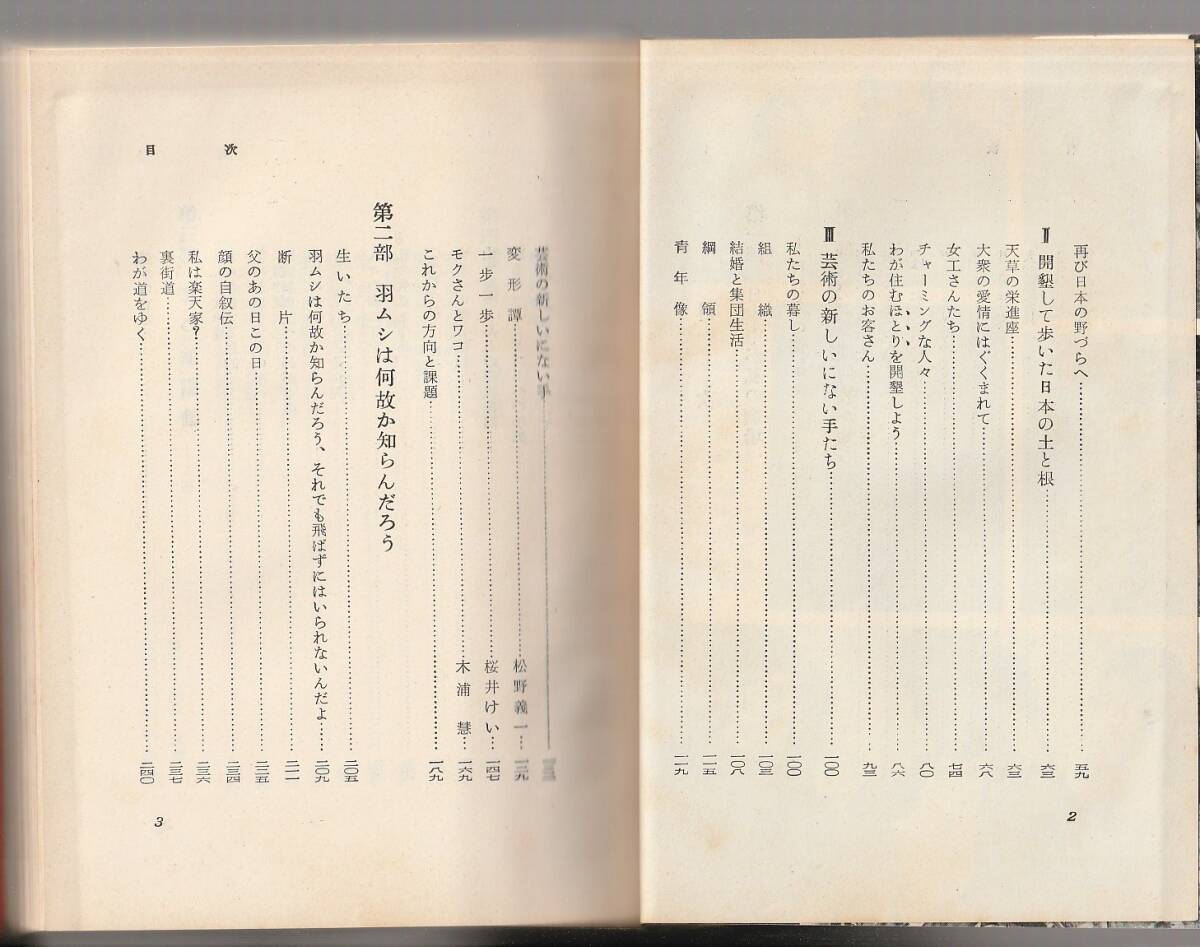 再び日本の野づらへ……五九
Ⅱ 開墾して歩いた日本の土と根……六三
天草の栄進座……六三
大衆の愛情にはぐくまれて……六八
女工さんたち……七四
チャーミングな人々……八〇
わが住むほとりを開墾しよう……八六
私たちのお客さん……九三
Ⅲ 芸術の新しいにない手たち……一〇〇
私たちの暮し……一〇〇
組織……一〇三
結婚と集団生活……一〇八
綱領……一一五
青年像……一一九
2
目次
芸術の新しいにない手……
変形譚……松野義一…一三九
一歩一歩……桜井けい…一四七
モクさんとワコ……木浦慧…一六九
これからの方向と課題……一八九
第二部 羽ムシは何故か知らんだろう
生いたち……二〇五
羽ムシは何故か知らんだろう、それでも飛ばずにはいられないんだよ……二〇九
断片……二一一
父のあの日この日……二二五
顔の自叙伝……二三四
私は楽天家?……二三六
裏街道……二三七
わが道をゆく……二四〇
3